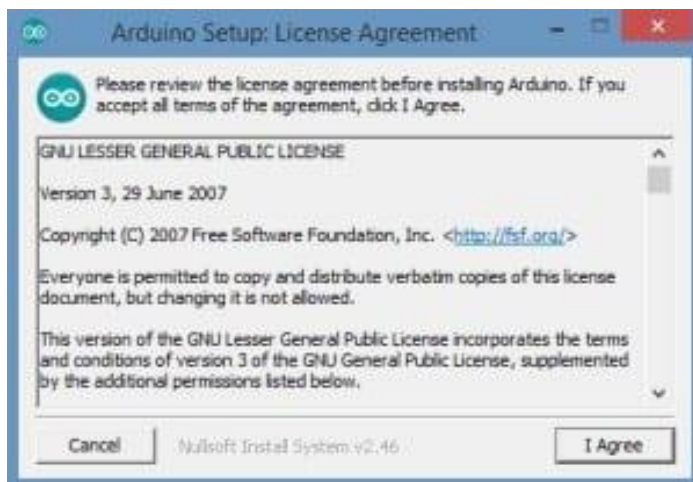 Arduino Setup: License Agreement
Please review the license agreement before installing Arduino. If you
accept all terms of the agreement, click I Agree.
GNU LESSER GENERAL PUBLIC LICENSE
Version 3, 29 June 2007
Copyright (C) 2007 Free Software Foundation, Inc. <http://fsf.org/>
Everyone is permitted to copy and distribute verbatim copies of this license
document, but changing it is not allowed.
This version of the GNU Lesser General Public License incorporates the terms
and conditions of version 3 of the GNU General Public License, supplemented
by the additional permissions listed below.
Cancel
Nullsoft Install System v2.46
I Agree